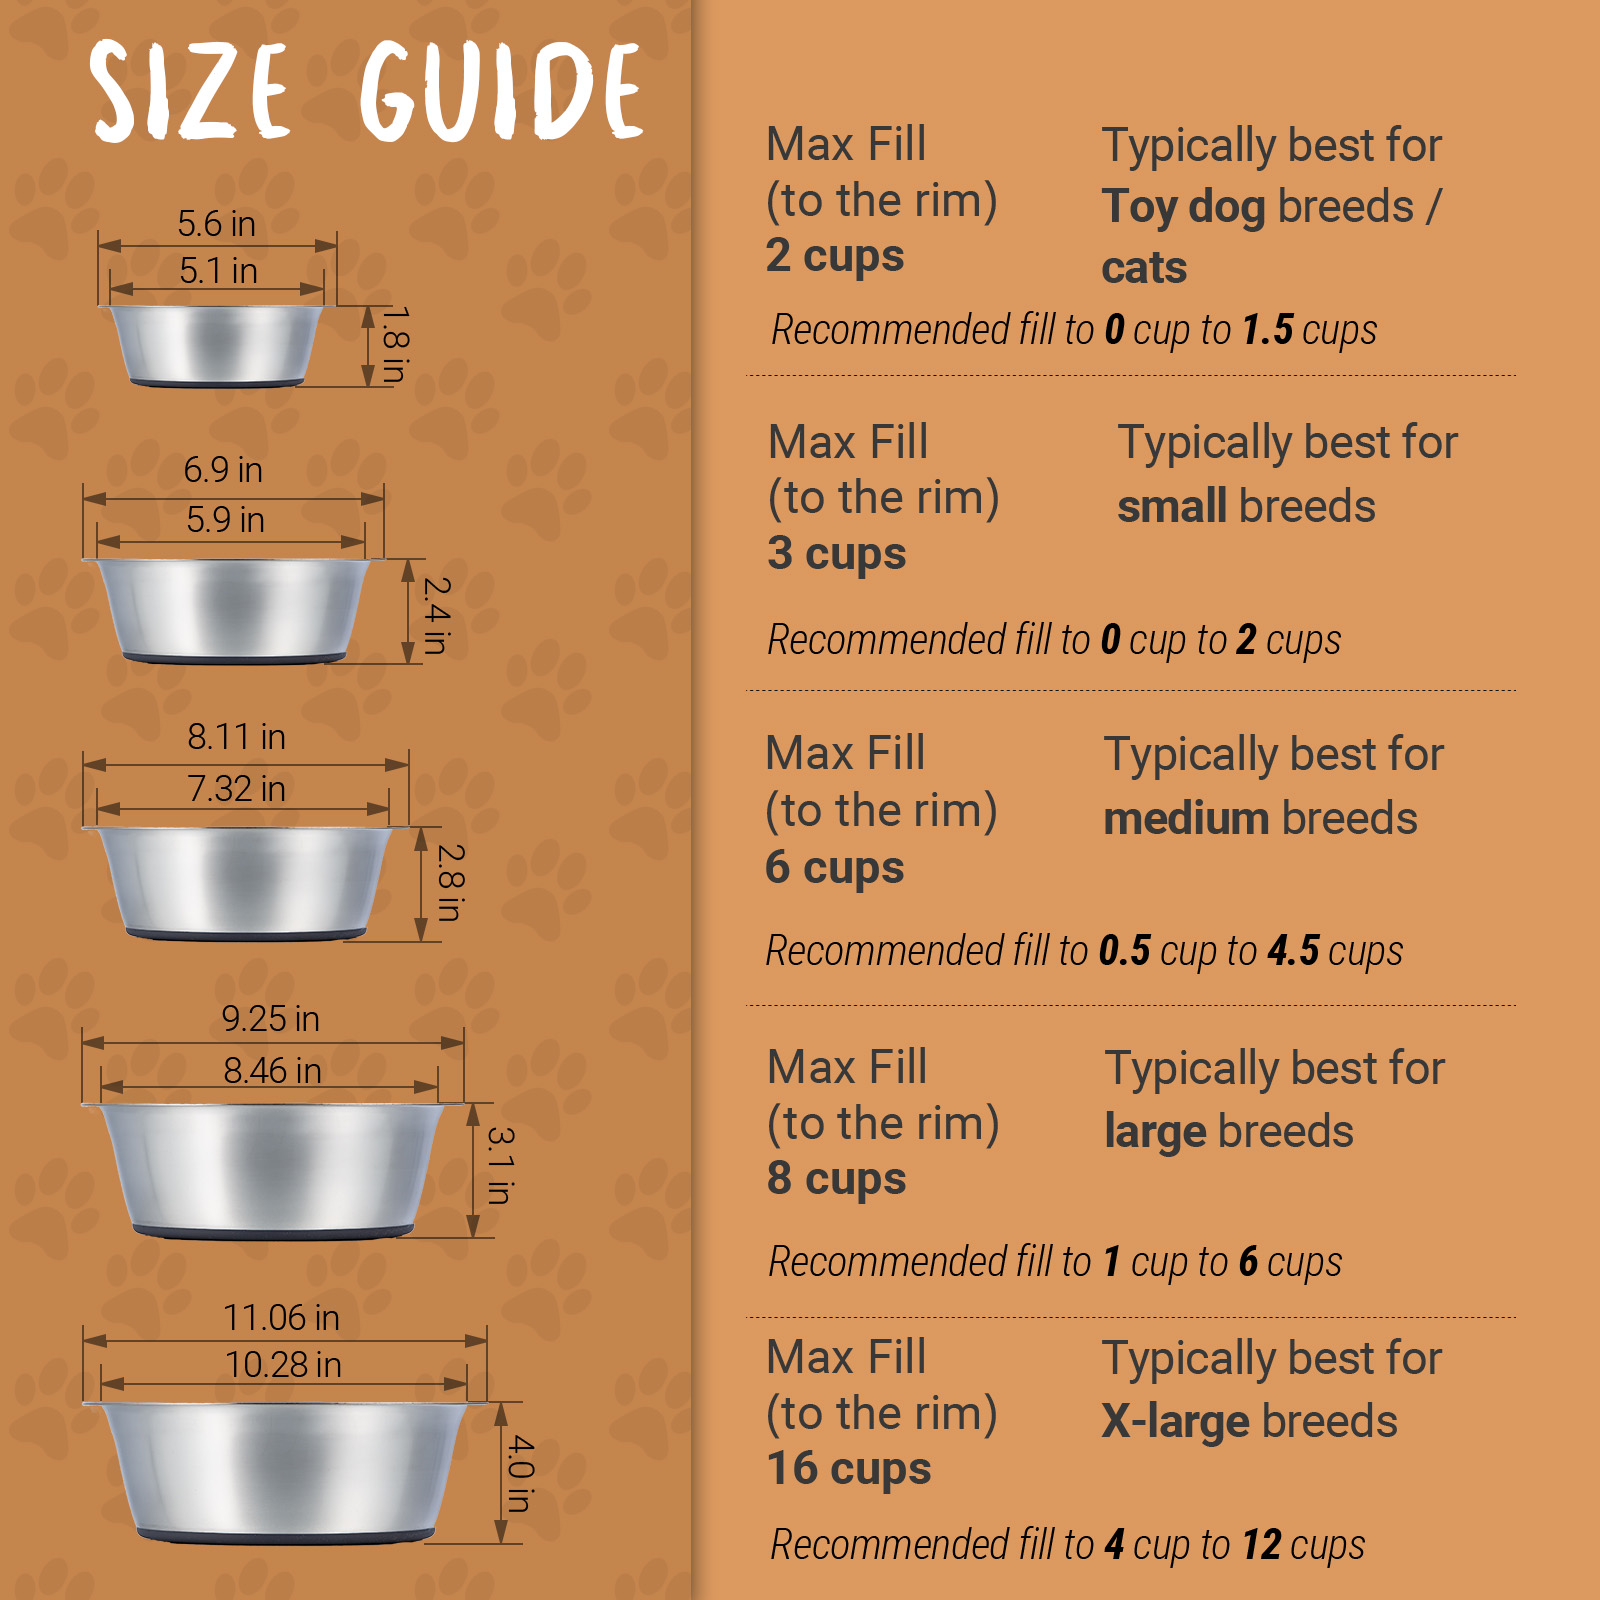 SIZE GUIDE
5.6 in
5.1 in
1.8 in
Max Fill
(to the rim)
2 cups
Typically best for
Toy dog breeds /
cats
Recommended fill to 0 cup to 1.5 cups
6.9 in
5.9 in
2.4 in
Max Fill
(to the rim)
3 cups
Typically best for
small breeds
Recommended fill to 0 cup to 2 cups
8.11 in
7.32 in
2.8 in
Max Fill
(to the rim)
6 cups
Typically best for
medium breeds
Recommended fill to 0.5 cup to 4.5 cups
9.25 in
8.46 in
3.1 in
Max Fill
(to the rim)
8 cups
Typically best for
large breeds
Recommended fill to 1 cup to 6 cups
11.06 in
10.28 in
4.0 in
Max Fill
(to the rim)
16 cups
Typically best for
X-large breeds
Recommended fill to 4 cup to 12 cups